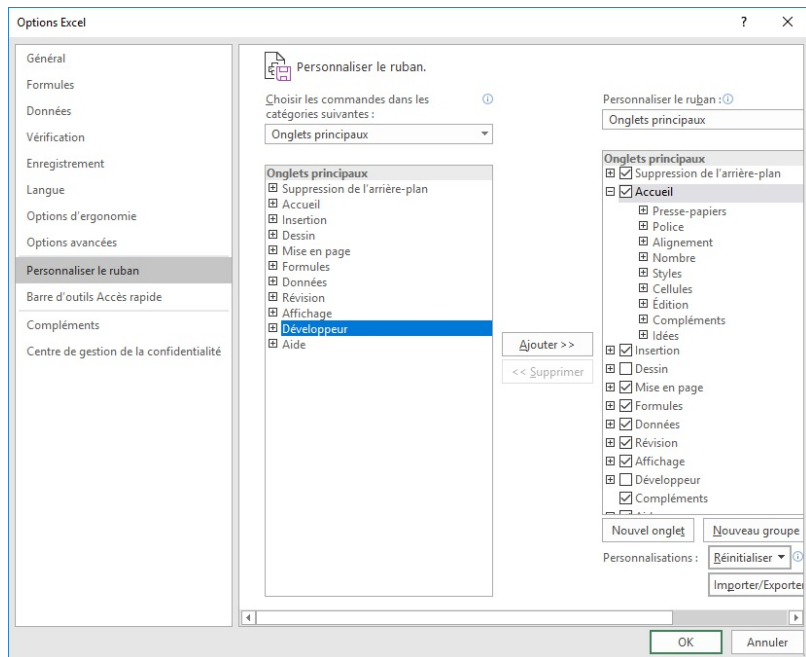 Options Excel
Général
Formules
Données
Vérification
Enregistrement
Langue
Options d'ergonomie
Options avancées
Personnaliser le ruban
Barre d'outils Accès rapide
Compléments
Centre de gestion de la confidentialité
Personnaliser le ruban.
Choisir les commandes dans les
catégories suivantes :
Onglets principaux
Onglets principaux
Suppression de l'arrière-plan
Accueil
Insertion
Dessin
Mise en page
Formules
Données
Révision
Affichage
Développeur
Aide
Ajouter >>
<< Supprimer
Personnaliser le ruban :
Onglets principaux
Onglets principaux
Suppression de l'arrière-plan
Accueil
Presse-papiers
Police
Alignement
Nombre
Styles
Cellules
Édition
Compléments
Idées
Insertion
Dessin
Mise en page
Formules
Données
Révision
Affichage
Développeur
Compléments
Nouvel onglet
Nouveau groupe
Personnalisations :
Réinitialiser
Importer/Exporter
OK
Annuler